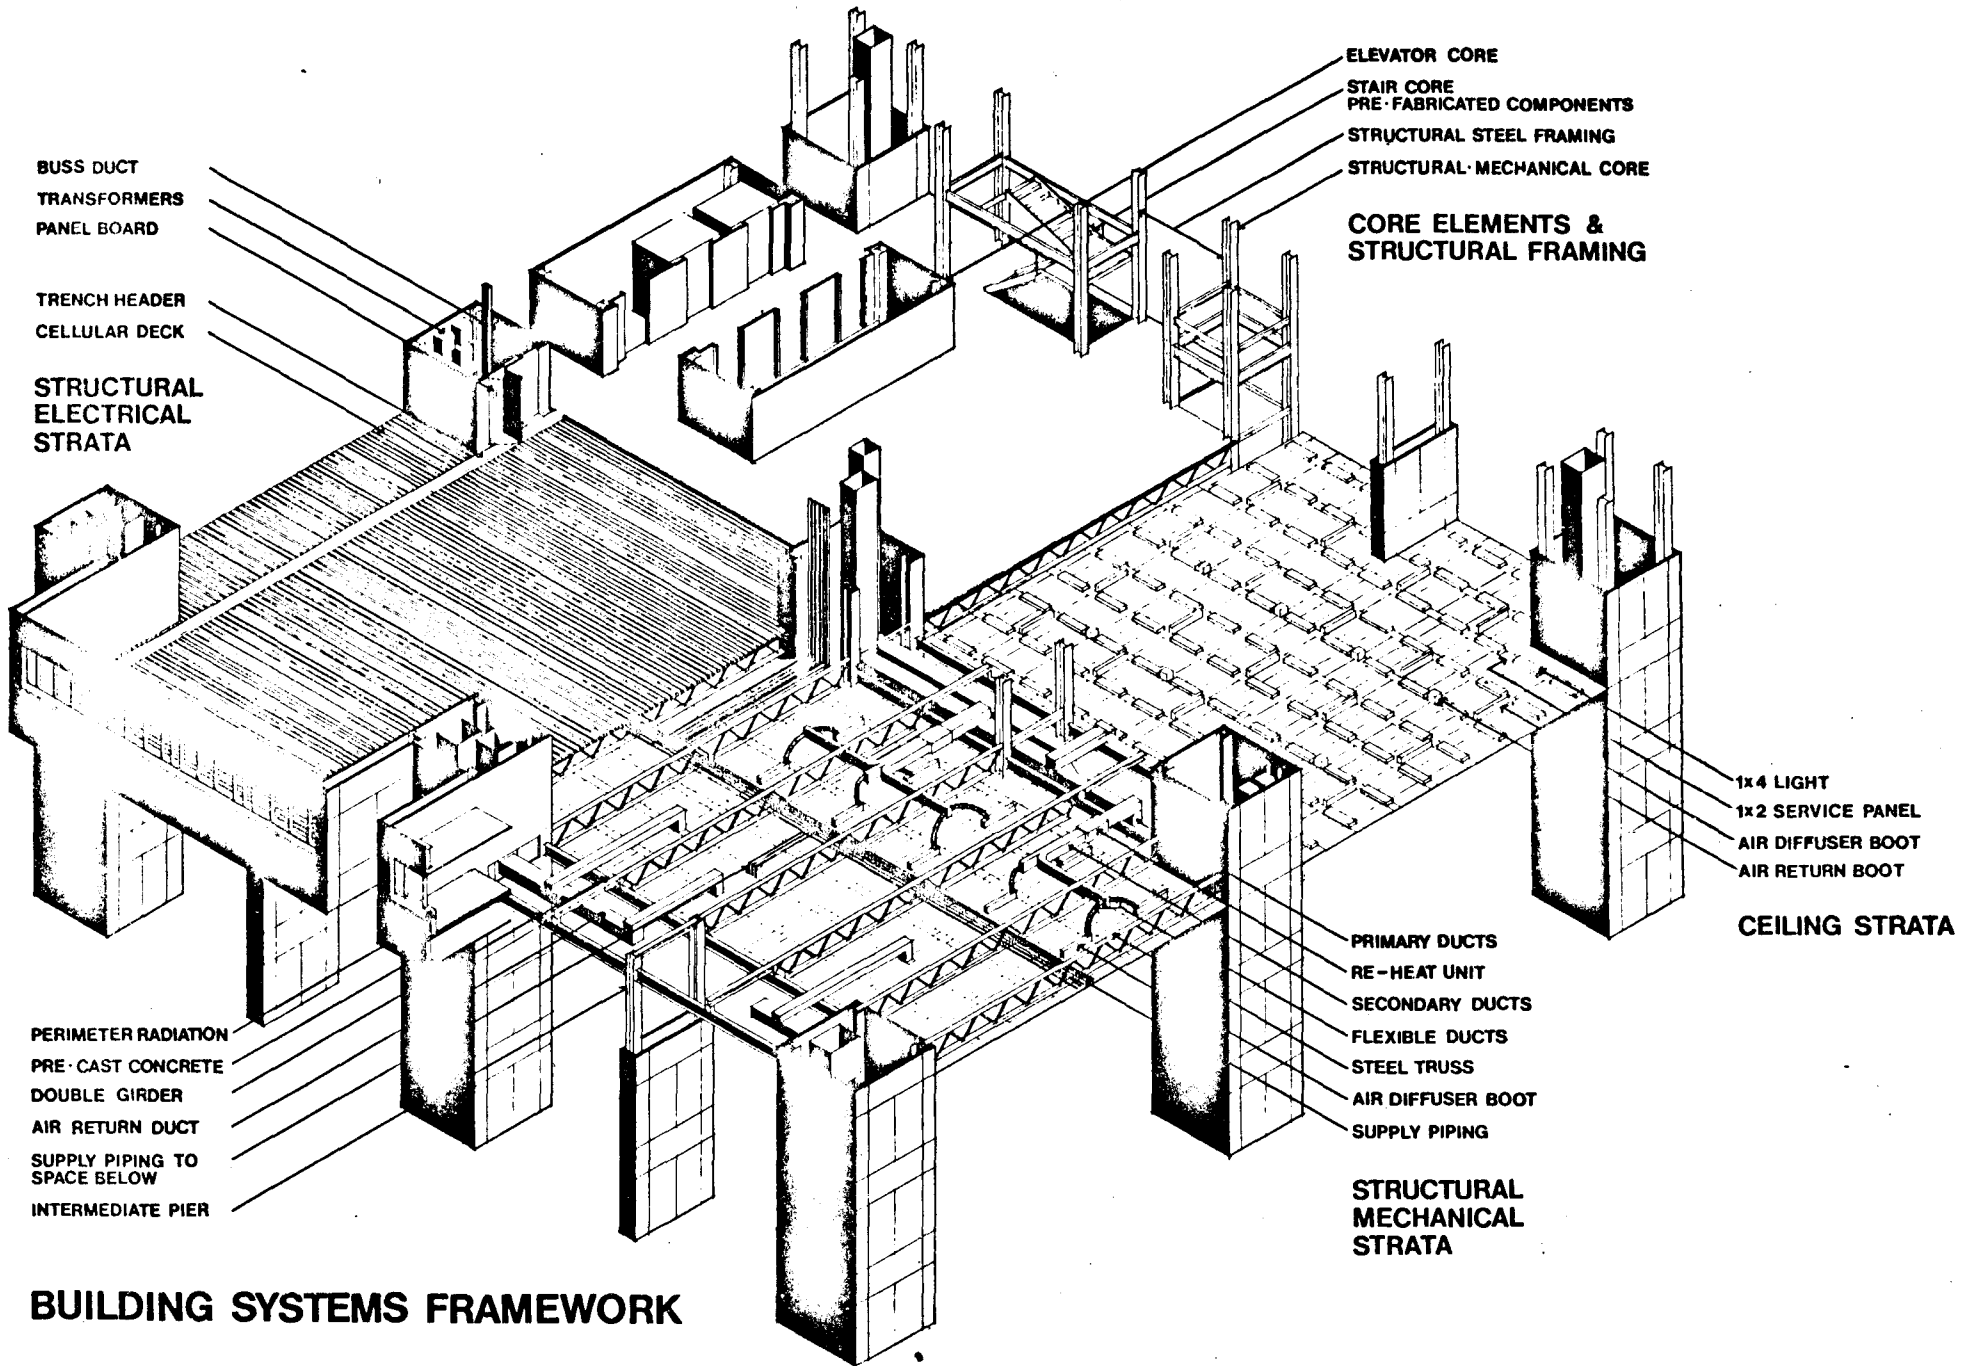 BUSS DUCT
TRANSFORMERS
PANEL BOARD
TRENCH HEADER
CELLULAR DECK
STRUCTURAL
ELECTRICAL
STRATA
ELEVATOR CORE
STAIR CORE
PRE·FABRICATED COMPONENTS
STRUCTURAL STEEL FRAMING
STRUCTURAL·MECHANICAL CORE
CORE ELEMENTS &
STRUCTURAL FRAMING
1x4 LIGHT
1x2 SERVICE PANEL
AIR DIFFUSER BOOT
AIR RETURN BOOT
CEILING STRATA
PRIMARY DUCTS
RE-HEAT UNIT
SECONDARY DUCTS
FLEXIBLE DUCTS
STEEL TRUSS
AIR DIFFUSER BOOT
SUPPLY PIPING
STRUCTURAL
MECHANICAL
STRATA
PERIMETER RADIATION
PRE·CAST CONCRETE
DOUBLE GIRDER
AIR RETURN DUCT
SUPPLY PIPING TO
SPACE BELOW
INTERMEDIATE PIER
BUILDING SYSTEMS FRAMEWORK